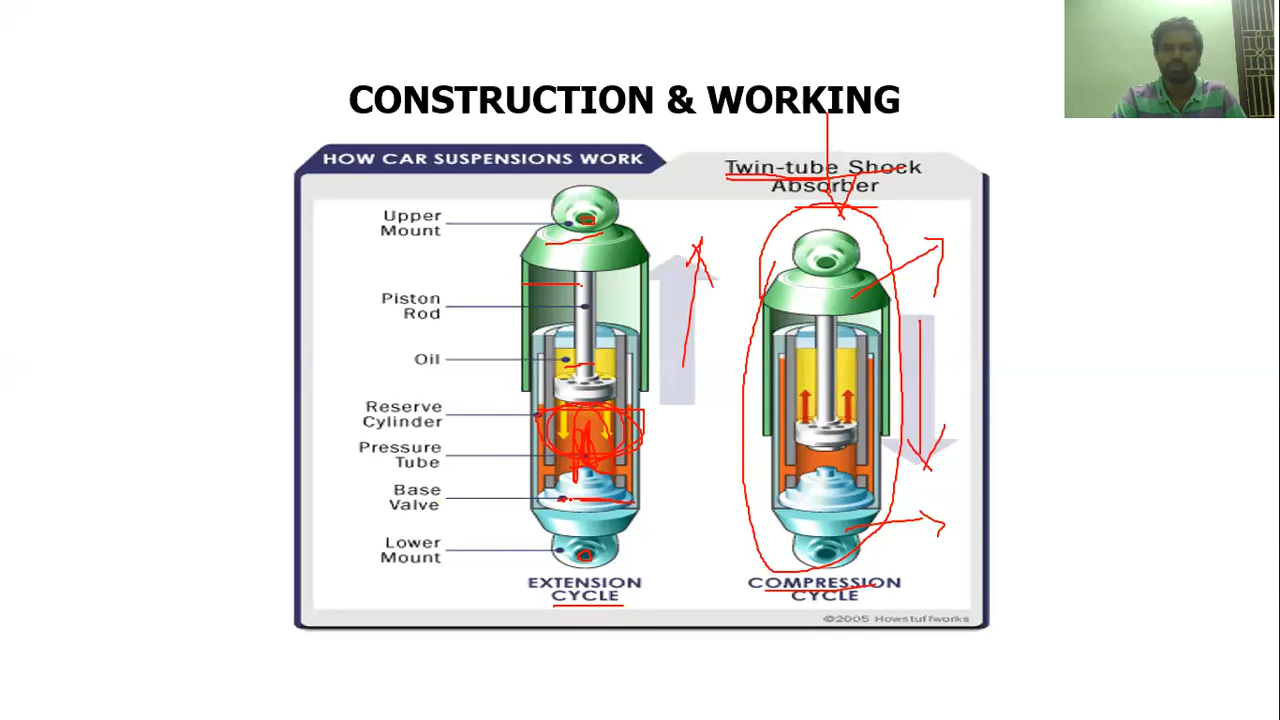 CONSTRUCTION & WORKING
HOW CAR SUSPENSIONS WORK
Twin-tube Shock
Absorber
Upper
Mount
Piston
Rod
Oil
Reserve
Cylinder
Pressure
Tube
Base
Valve
Lower
Mount
EXTENSION
CYCLE
COMPRESSION
CYCLE
©2005 Howstuffworks